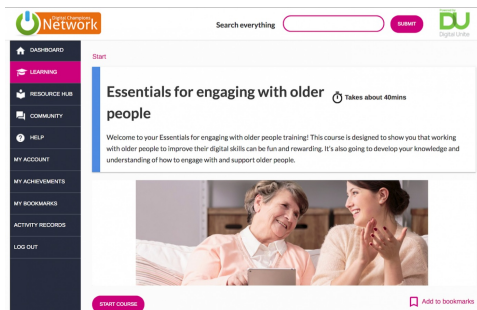 Digital Champions
Network
Search everything
SUBMIT
Powered by
DU
Digital Unite
DASHBOARD
LEARNING
RESOURCE HUB
COMMUNITY
HELP
MY ACCOUNT
MY ACHIEVEMENTS
MY BOOKMARKS
ACTIVITY RECORDS
LOG OUT
Start
Essentials for engaging with older
people
Takes about 40mins
Welcome to your Essentials for engaging with older people training! This course is designed to show you that working
with older people to improve their digital skills can be fun and rewarding. It's also going to develop your knowledge and
understanding of how to engage with and support older people.
START COURSE
Add to bookmarks